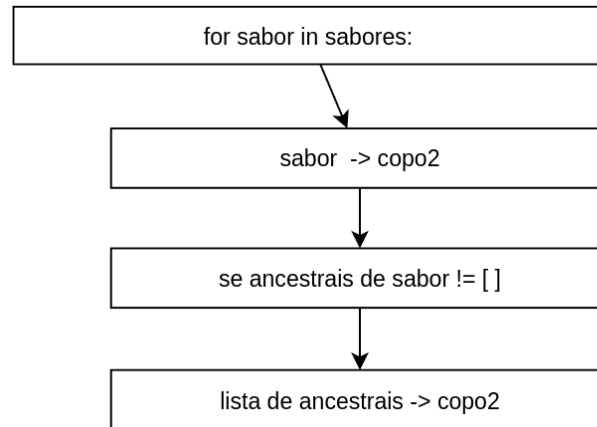 for sabor in sabores:
sabor -> copo2
se ancestrais de sabor != [ ]
lista de ancestrais -> copo2